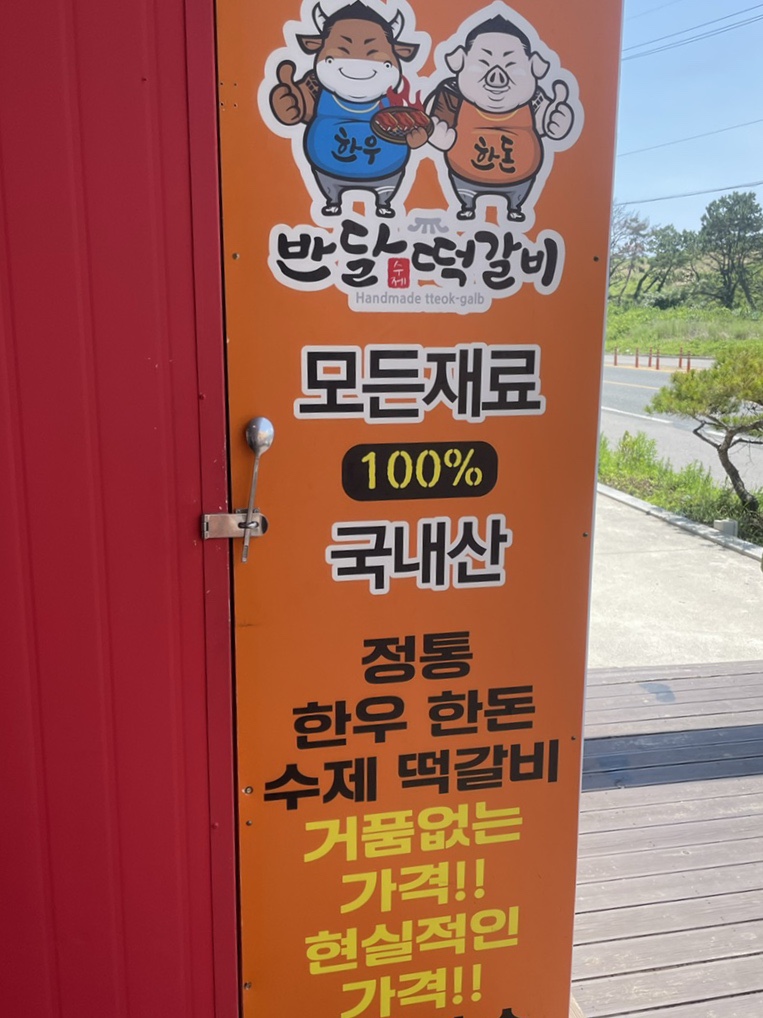 한우
한돈
반달 수제 떡갈비
Handmade tteok-galb
모든재료
100%
국내산
정통
한우 한돈
수제 떡갈비
거품없는
가격!!
현실적인
가격!!